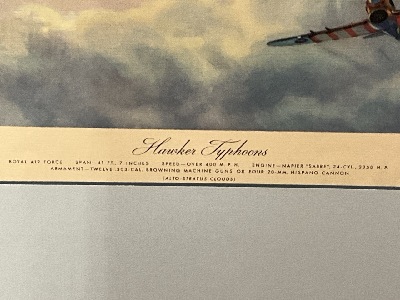 Hawker Typhoons
ROYAL AIR FORCE SPAN—41 FT., 7 INCHES SPEED—OVER 400 M.P.H. ENGINE—NAPIER "SABRE", 24-CYL., 2350 H.P.
ARMAMENT—TWELVE .303-CAL. BROWNING MACHINE GUNS OR FOUR 20-MM. HISPANO CANNON
(ALTO-STRATUS CLOUDS)